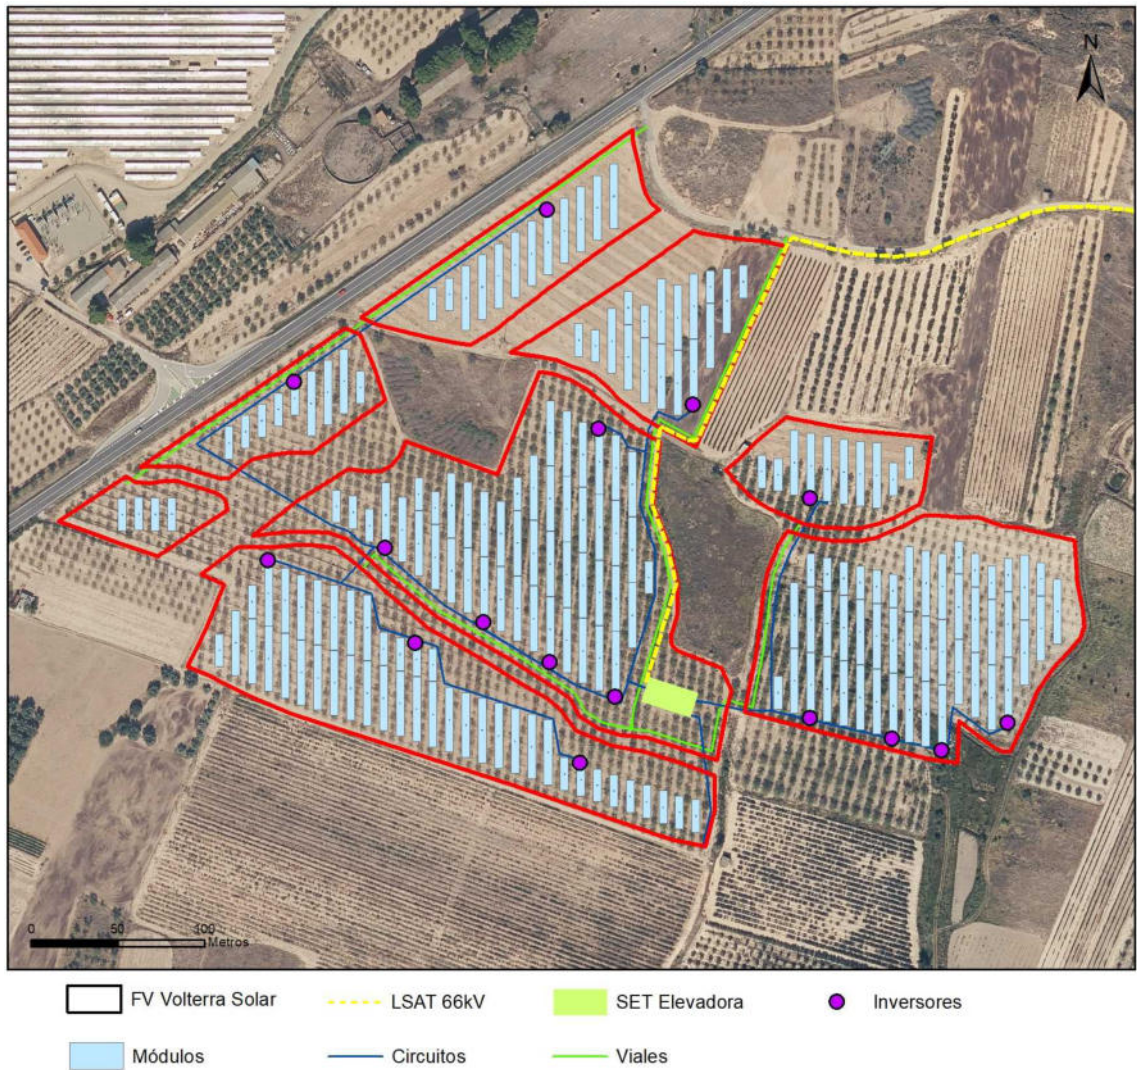 N
0 50 100
Metros
FV Volterra Solar LSAT 66kV SET Elevadora Inversores
Módulos Circuitos Viales